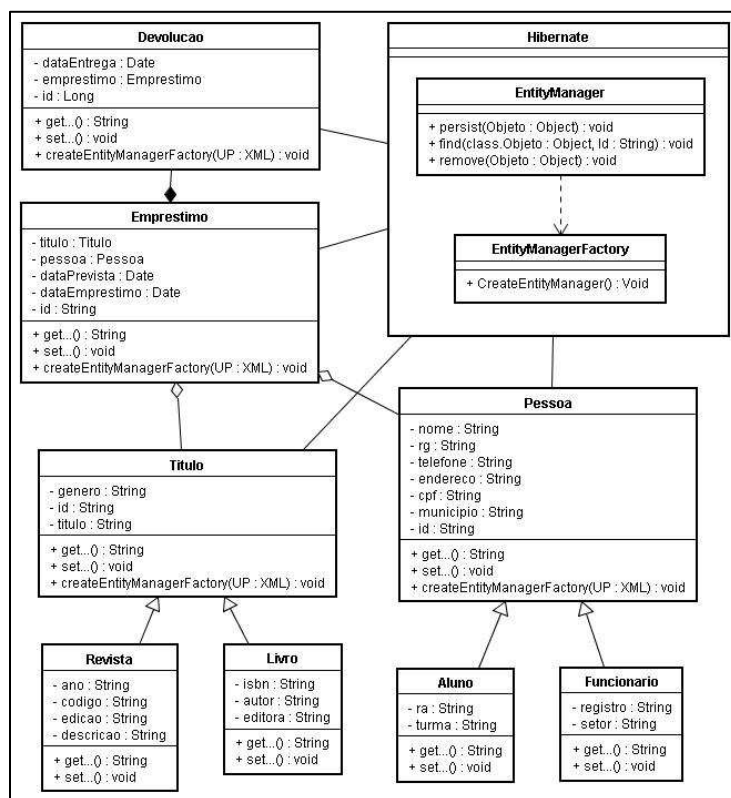 Devolucao
- dataEntrega : Date
- emprestimo : Emprestimo
- id : Long
+ get...() : String
+ set...() : void
+ createEntityManagerFactory(UP : XML) : void
Hibernate
EntityManager
+ persist(Objeto : Object) : void
+ find(class.Objeto : Object, Id : String) : void
+ remove(Objeto : Object) : void
EntityManagerFactory
+ CreateEntityManager() : Void
Emprestimo
- titulo : Titulo
- pessoa : Pessoa
- dataPrevista : Date
- dataEmprestimo : Date
- id : String
+ get...() : String
+ set...() : void
+ createEntityManagerFactory(UP : XML) : void
Titulo
- genero : String
- id : String
- titulo : String
+ get...() : String
+ set...() : void
+ createEntityManagerFactory(UP : XML) : void
Pessoa
- nome : String
- rg : String
- telefone : String
- endereco : String
- cpf : String
- municipio : String
- id : String
+ get...() : String
+ set...() : void
+ createEntityManagerFactory(UP : XML) : void
Revista
- ano : String
- codigo : String
- edicao : String
- descricao : String
+ get...() : String
+ set...() : void
Livro
- isbn : String
- autor : String
- editora : String
+ get...() : String
+ set...() : void
Aluno
- ra : String
- turma : String
+ get...() : String
+ set...() : void
Funcionario
- registro : String
- setor : String
+ get...() : String
+ set...() : void